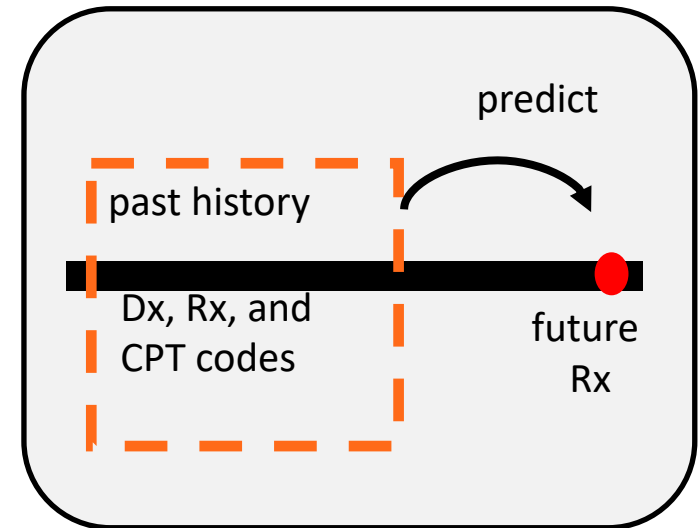 predict
past history
Dx, Rx, and
CPT codes
future
Rx